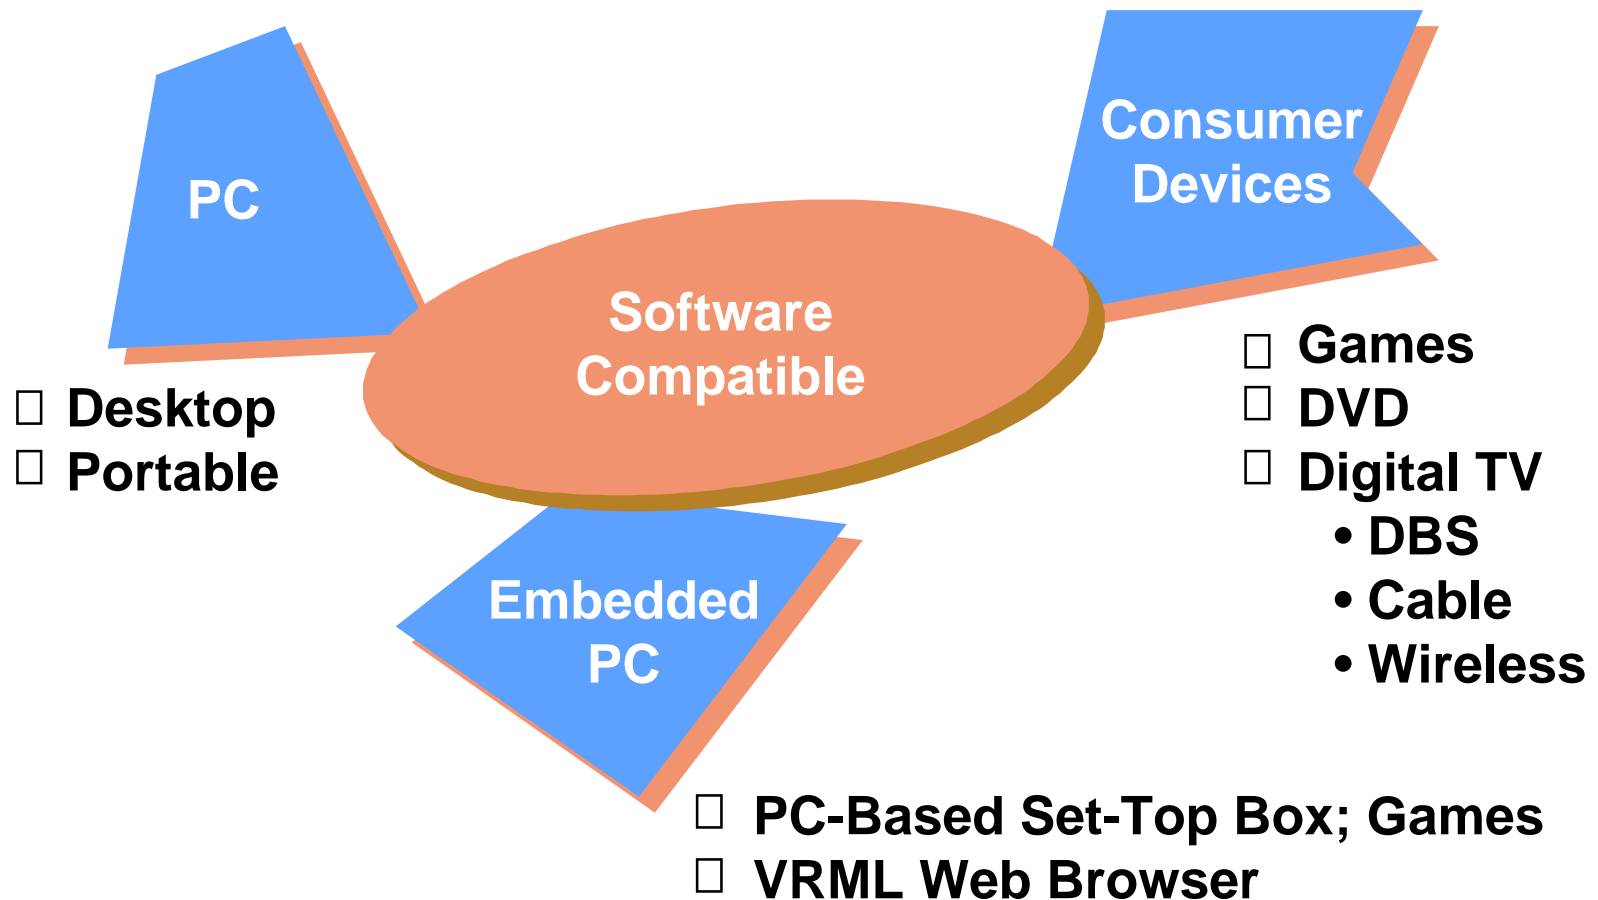 PC
Consumer
Devices
Software
Compatible
□ Desktop
□ Portable
□ Games
□ DVD
□ Digital TV
• DBS
• Cable
• Wireless
Embedded
PC
□ PC-Based Set-Top Box; Games
□ VRML Web Browser